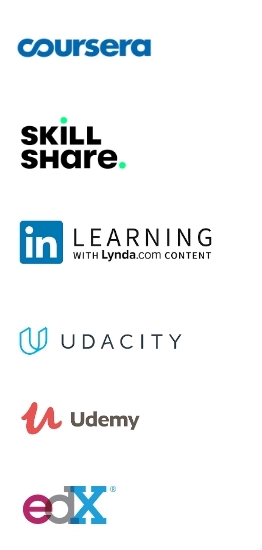 coursera
SKiLL
SHare.
in LEARNING
WITH Lynda.com CONTENT
UDACITY
Udemy
edX®